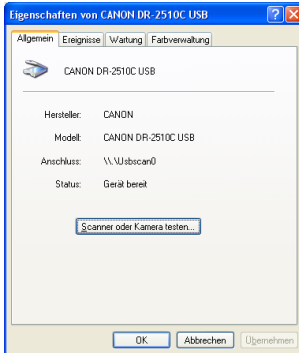 Eigenschaften von CANON DR-2510C USB
Allgemein Ereignisse Wartung Farbverwaltung
CANON DR-2510C USB
Hersteller: CANON
Modell: CANON DR-2510C USB
Anschluss: \\.\Usbscan0
Status: Gerät bereit
Scanner oder Kamera testen...
OK Abbrechen Übernehmen